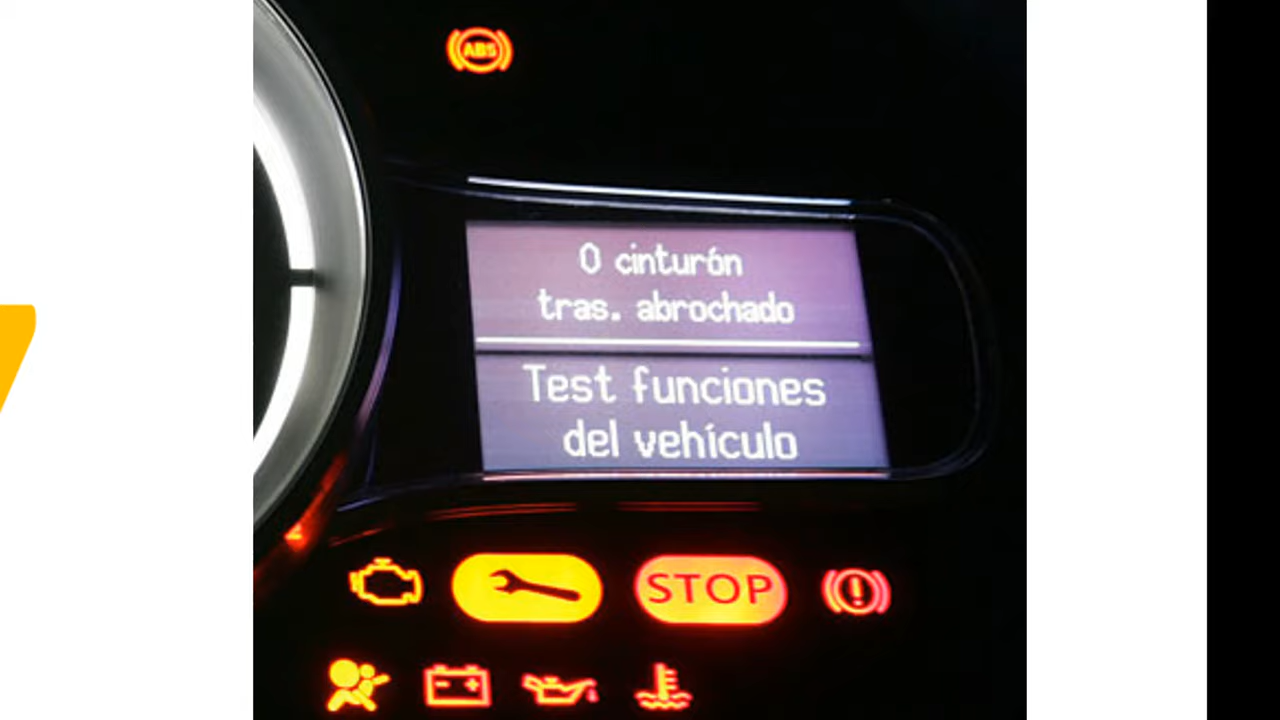 ABS
0 cinturón
tras. abrochado
Test funciones
del vehículo
STOP